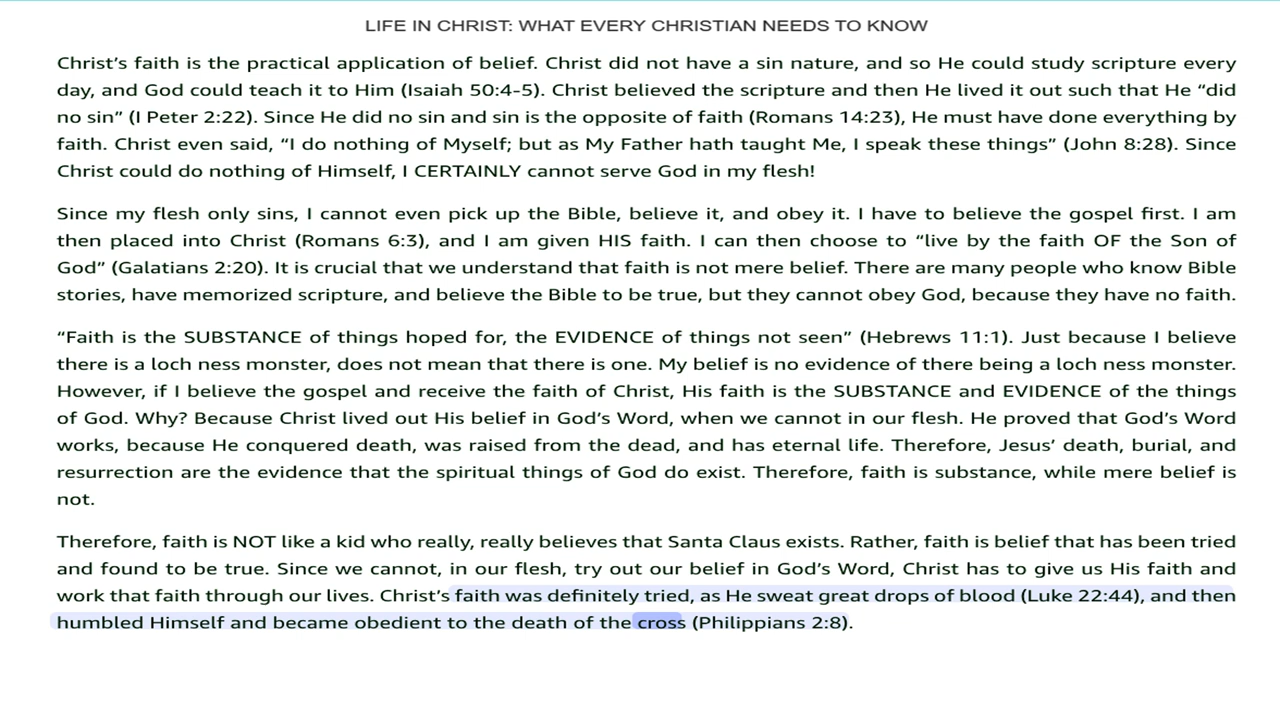 LIFE IN CHRIST: WHAT EVERY CHRISTIAN NEEDS TO KNOW
Christ’s faith is the practical application of belief. Christ did not have a sin nature, and so He could study scripture every
day, and God could teach it to Him (Isaiah 50:4-5). Christ believed the scripture and then He lived it out such that He “did
no sin” (I Peter 2:22). Since He did no sin and sin is the opposite of faith (Romans 14:23), He must have done everything by
faith. Christ even said, “I do nothing of Myself; but as My Father hath taught Me, I speak these things” (John 8:28). Since
Christ could do nothing of Himself, I CERTAINLY cannot serve God in my flesh!
Since my flesh only sins, I cannot even pick up the Bible, believe it, and obey it. I have to believe the gospel first. I am
then placed into Christ (Romans 6:3), and I am given HIS faith. I can then choose to “live by the faith OF the Son of
God” (Galatians 2:20). It is crucial that we understand that faith is not mere belief. There are many people who know Bible
stories, have memorized scripture, and believe the Bible to be true, but they cannot obey God, because they have no faith.
“Faith is the SUBSTANCE of things hoped for, the EVIDENCE of things not seen” (Hebrews 11:1). Just because I believe
there is a loch ness monster, does not mean that there is one. My belief is no evidence of there being a loch ness monster.
However, if I believe the gospel and receive the faith of Christ, His faith is the SUBSTANCE and EVIDENCE of the things
of God. Why? Because Christ lived out His belief in God’s Word, when we cannot in our flesh. He proved that God’s Word
works, because He conquered death, was raised from the dead, and has eternal life. Therefore, Jesus’ death, burial, and
resurrection are the evidence that the spiritual things of God do exist. Therefore, faith is substance, while mere belief is
not.
Therefore, faith is NOT like a kid who really, really believes that Santa Claus exists. Rather, faith is belief that has been tried
and found to be true. Since we cannot, in our flesh, try out our belief in God’s Word, Christ has to give us His faith and
work that faith through our lives. Christ’s faith was definitely tried, as He sweat great drops of blood (Luke 22:44), and then
humbled Himself and became obedient to the death of the cross (Philippians 2:8).